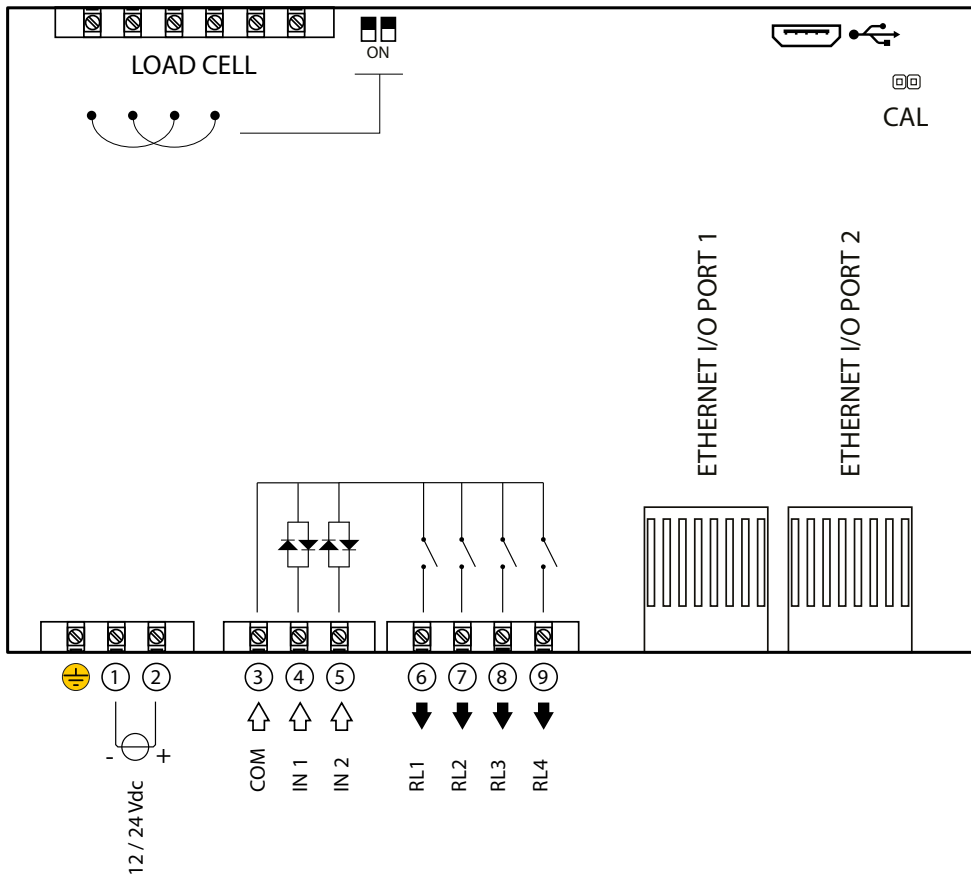 ON
LOAD CELL
CAL
ETHERNET I/O PORT 1
ETHERNET I/O PORT 2
1
2
3
4
5
6
7
8
9
- +
12 / 24 Vdc
COM
IN 1
IN 2
RL1
RL2
RL3
RL4